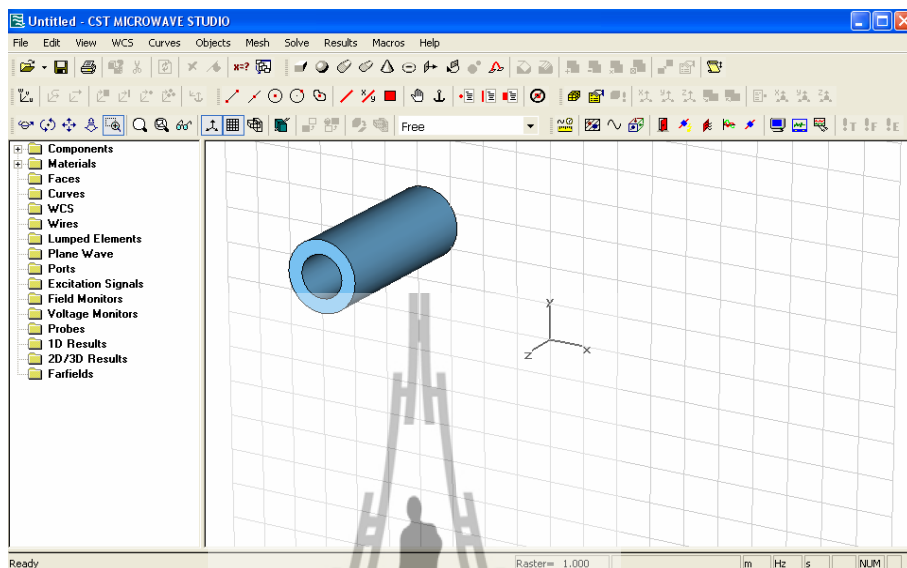 Untitled - CST MICROWAVE STUDIO
File Edit View WCS Curves Objects Mesh Solve Results Macros Help
x=?
x/y
Free
!T !F !E
Components
Materials
Faces
Curves
WCS
Wires
Lumped Elements
Plane Wave
Ports
Excitation Signals
Field Monitors
Voltage Monitors
Probes
1D Results
2D/3D Results
Farfields
y
z x
Ready Raster= 1.000 m Hz s NUM